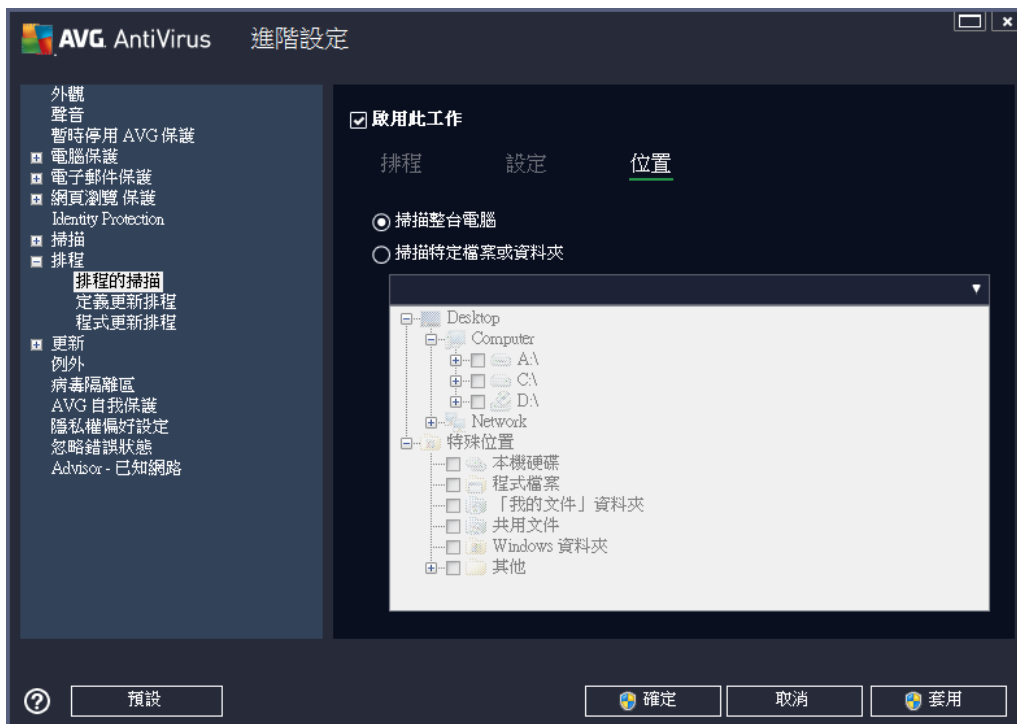 AVG AntiVirus 進階設定
外觀
聲音
暫時停用 AVG 保護
電腦保護
電子郵件保護
網頁瀏覽 保護
Identity Protection
掃描
排程
排程的掃描
定義更新排程
程式更新排程
更新
例外
病毒隔離區
AVG 自我保護
隱私權偏好設定
忽略錯誤狀態
Advisor - 已知網路
啟用此工作
排程 設定 位置
掃描整台電腦
掃描特定檔案或資料夾
Desktop
Computer
A:\
C:\
D:\
Network
特殊位置
本機硬碟
程式檔案
「我的文件」資料夾
共用文件
Windows 資料夾
其他
預設 確定 取消 套用